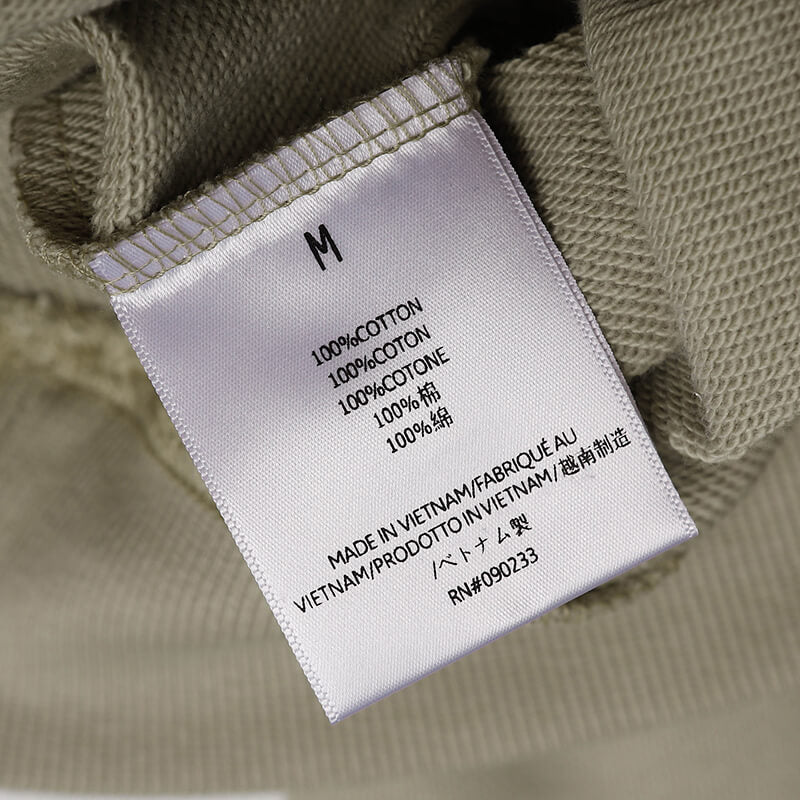 M
100%COTTON
100%COTON
100%COTONE
100%棉
100%綿
MADE IN VIETNAM/FABRIQUÉ AU
VIETNAM/PRODOTTO IN VIETNAM/越南制造
/ベトナム製
RN#090233